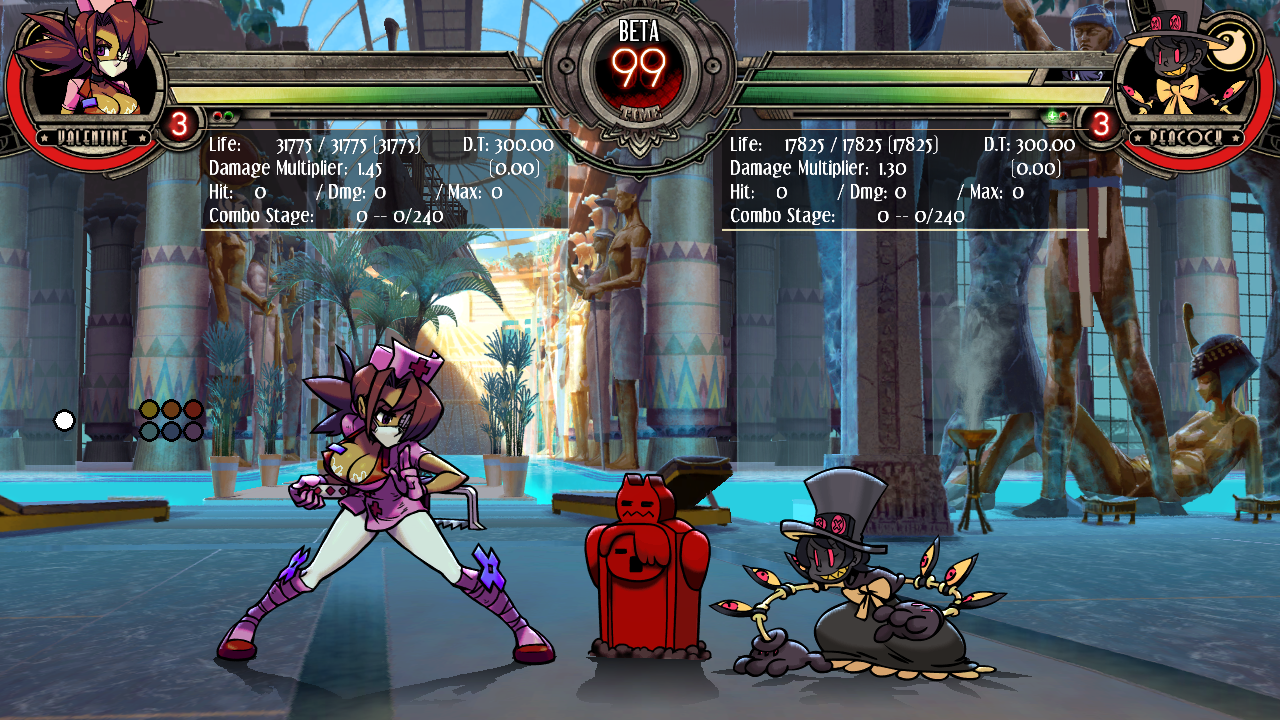 BETA
99
TIME
VALENTINE
3
3
PEACOCK
Life: 31775 / 31775 (31775) D.T: 300.00
Damage Multiplier: 1.45 (0.00)
Hit: 0 / Dmg: 0 / Max: 0
Combo Stage: 0 -- 0/240
Life: 17825 / 17825 (17825) D.T: 300.00
Damage Multiplier: 1.30 (0.00)
Hit: 0 / Dmg: 0 / Max: 0
Combo Stage: 0 -- 0/240